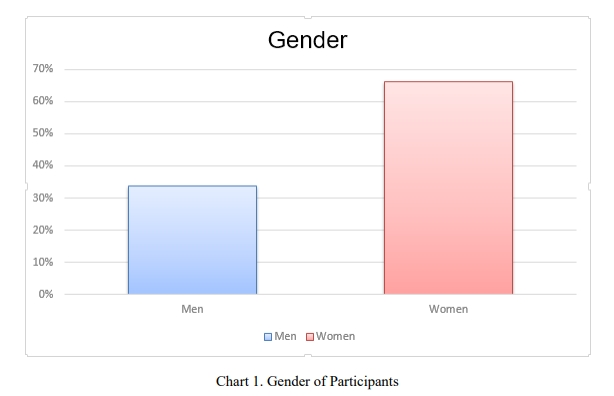 Gender
70%
60%
50%
40%
30%
20%
10%
0%
Men Women
Men Women
Chart 1. Gender of Participants